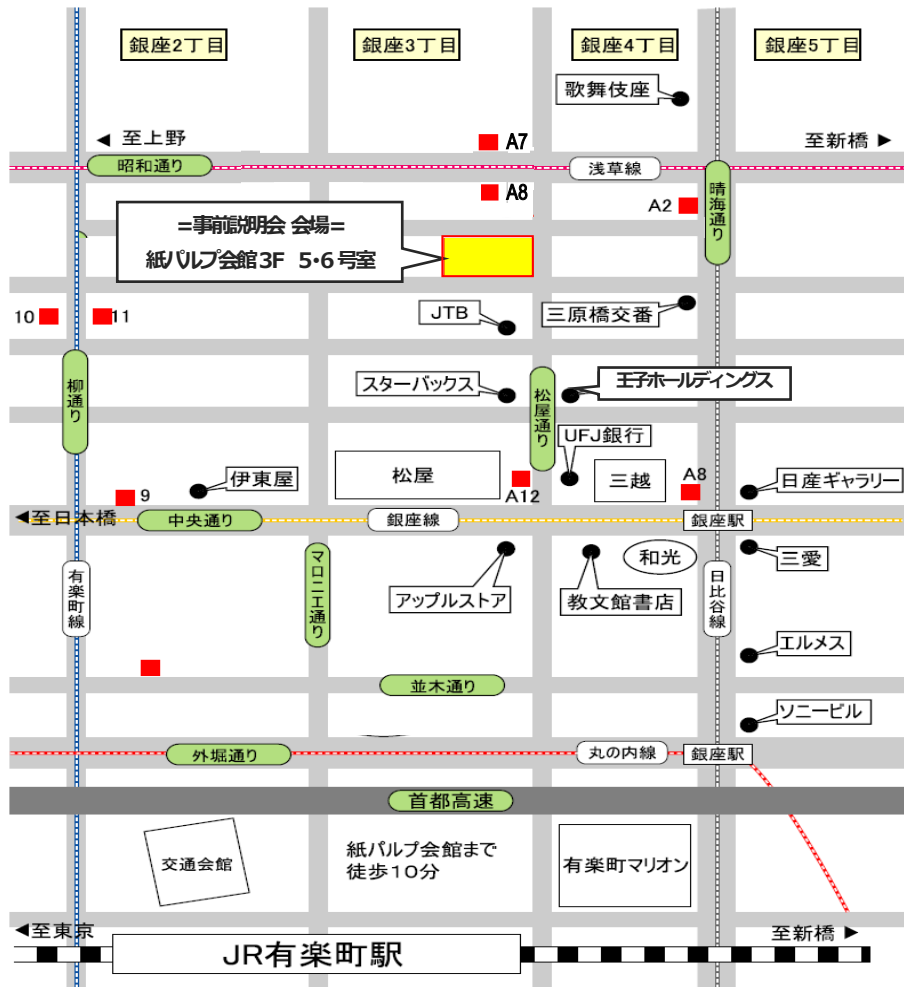 銀座2丁目
銀座3丁目
銀座4丁目
銀座5丁目
歌舞伎座
至上野
A7
至新橋
昭和通り
浅草線
A8
A2
晴海通り
=事前説明会 会場=
紙パルプ会館3F 5・6号室
10
11
JTB
三原橋交番
柳通り
スターバックス
松屋通り
王子ホールディングス
UFJ銀行
伊東屋
松屋
三越
A8
日産ギャラリー
9
A12
至日本橋
中央通り
銀座線
銀座駅
マロニエ通り
アップルストア
教文館書店
和光
三愛
有楽町線
日比谷線
エルメス
並木通り
ソニービル
外堀通り
丸の内線
銀座駅
首都高速
交通会館
紙パルプ会館まで
徒歩10分
有楽町マリオン
至東京
至新橋
JR有楽町駅